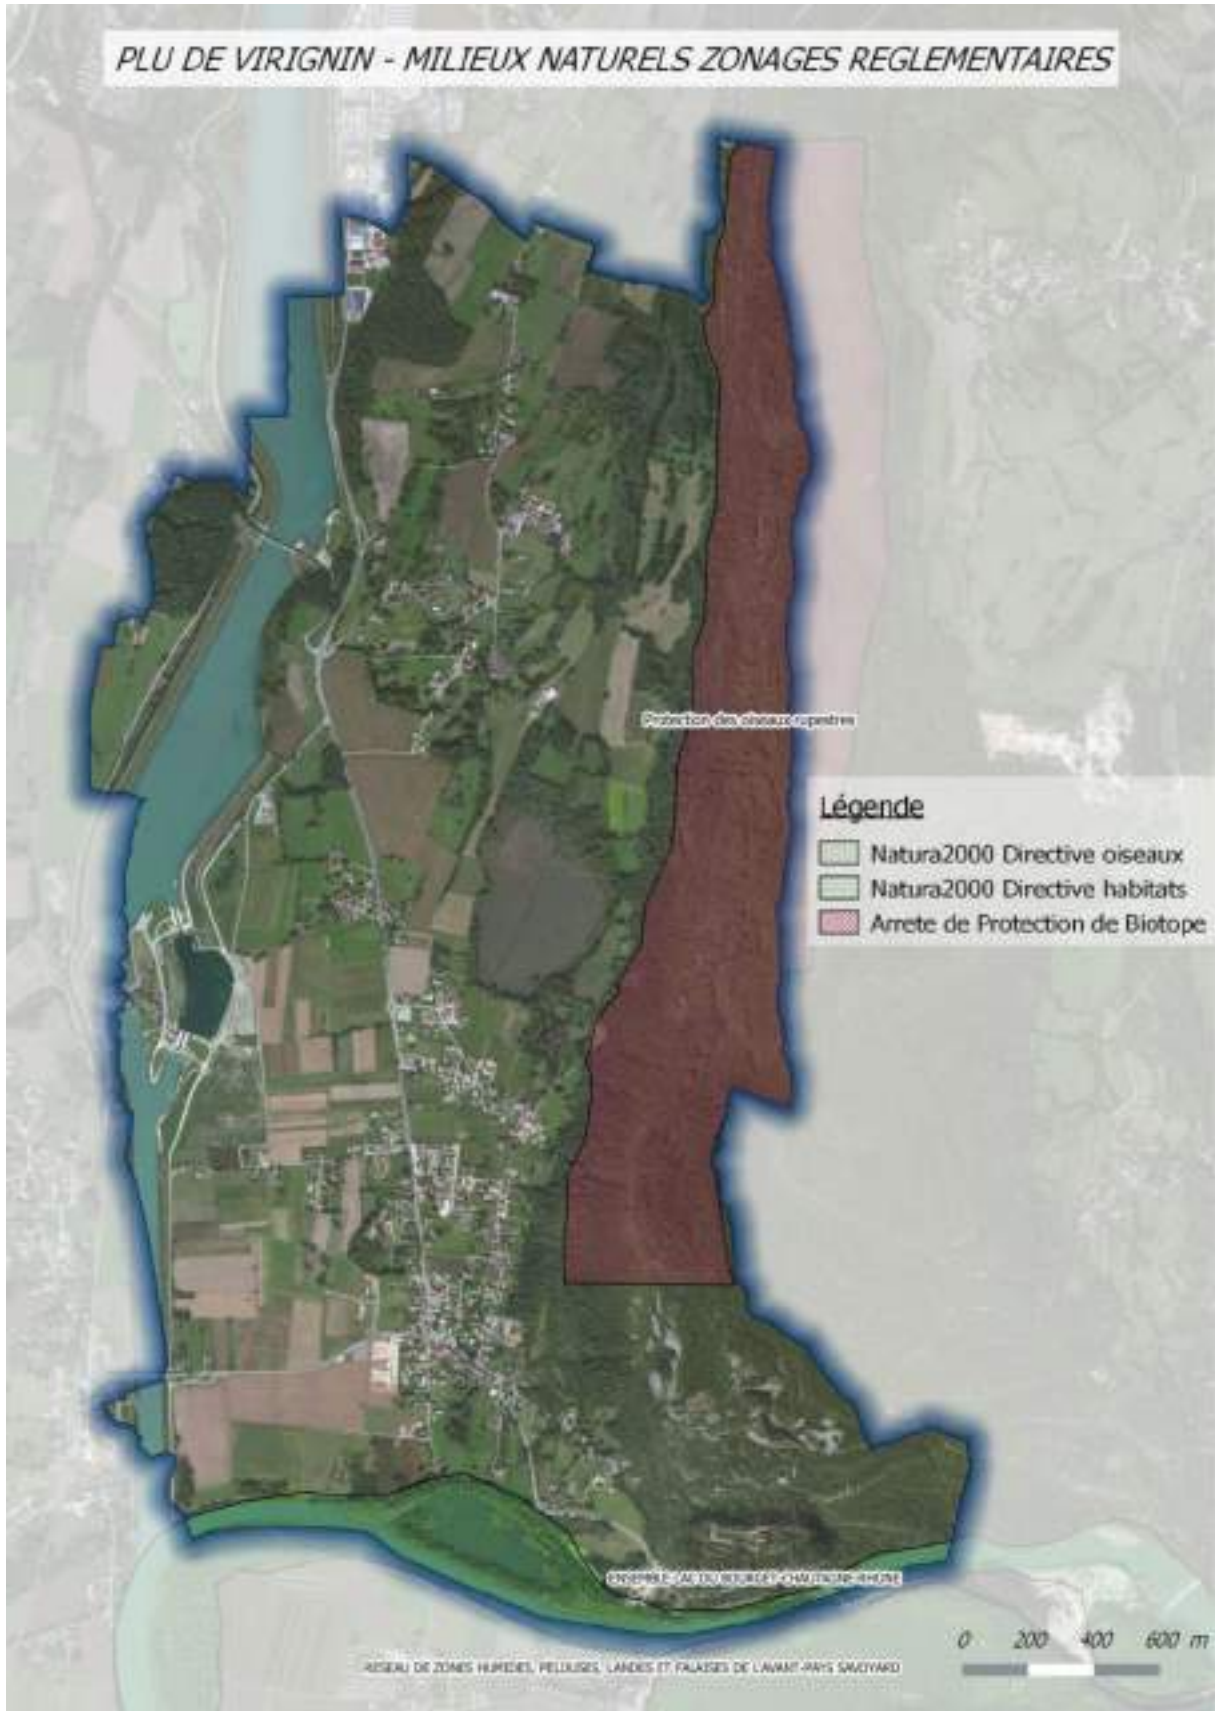 PLU DE VIRIGNIN - MILIEUX NATURELS ZONAGES REGLEMENTAIRES
Protection des oiseaux rupestres
Légende
Natura2000 Directive oiseaux
Natura2000 Directive habitats
Arrete de Protection de Biotope
ENSEMBLE LAC DU BOURGET-CHAUTAGNE-RHONE
0 200 400 600 m
RESEAU DE ZONES HUMIDES, PELOUSES, LANDES ET FALAISES DE L'AVANT-PAYS SAVOYARD